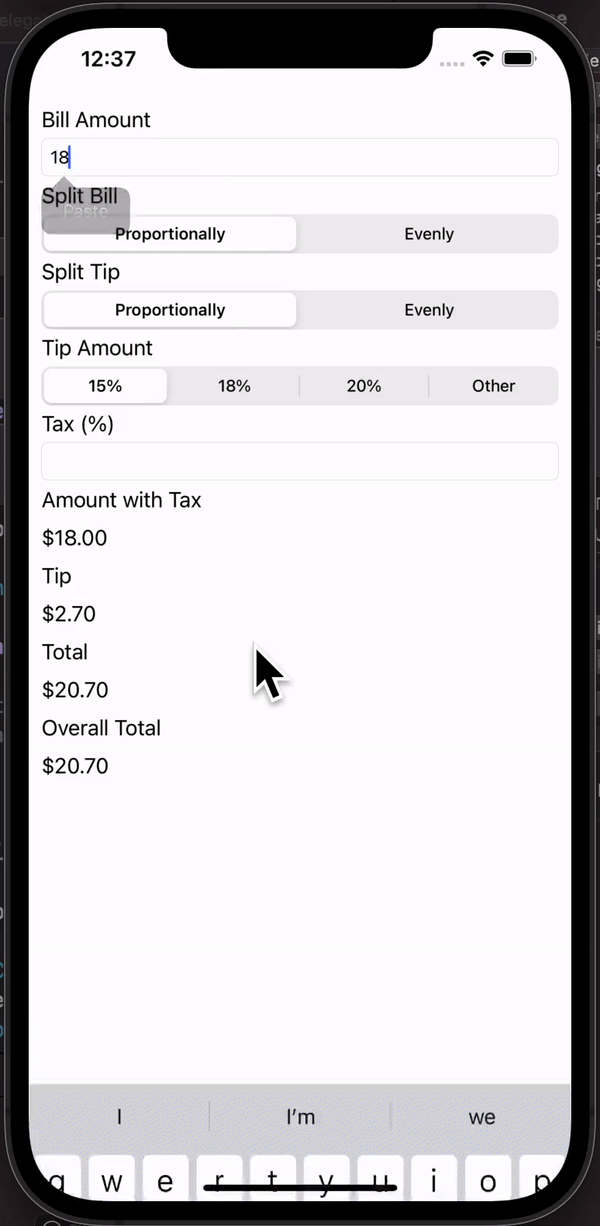 12:37
Bill Amount
18
Split Bill
Paste
Proportionally Evenly
Split Tip
Proportionally Evenly
Tip Amount
15% 18% 20% Other
Tax (%)
Amount with Tax
$18.00
Tip
$2.70
Total
$20.70
Overall Total
$20.70
I I’m we
q w e r t y u i o p